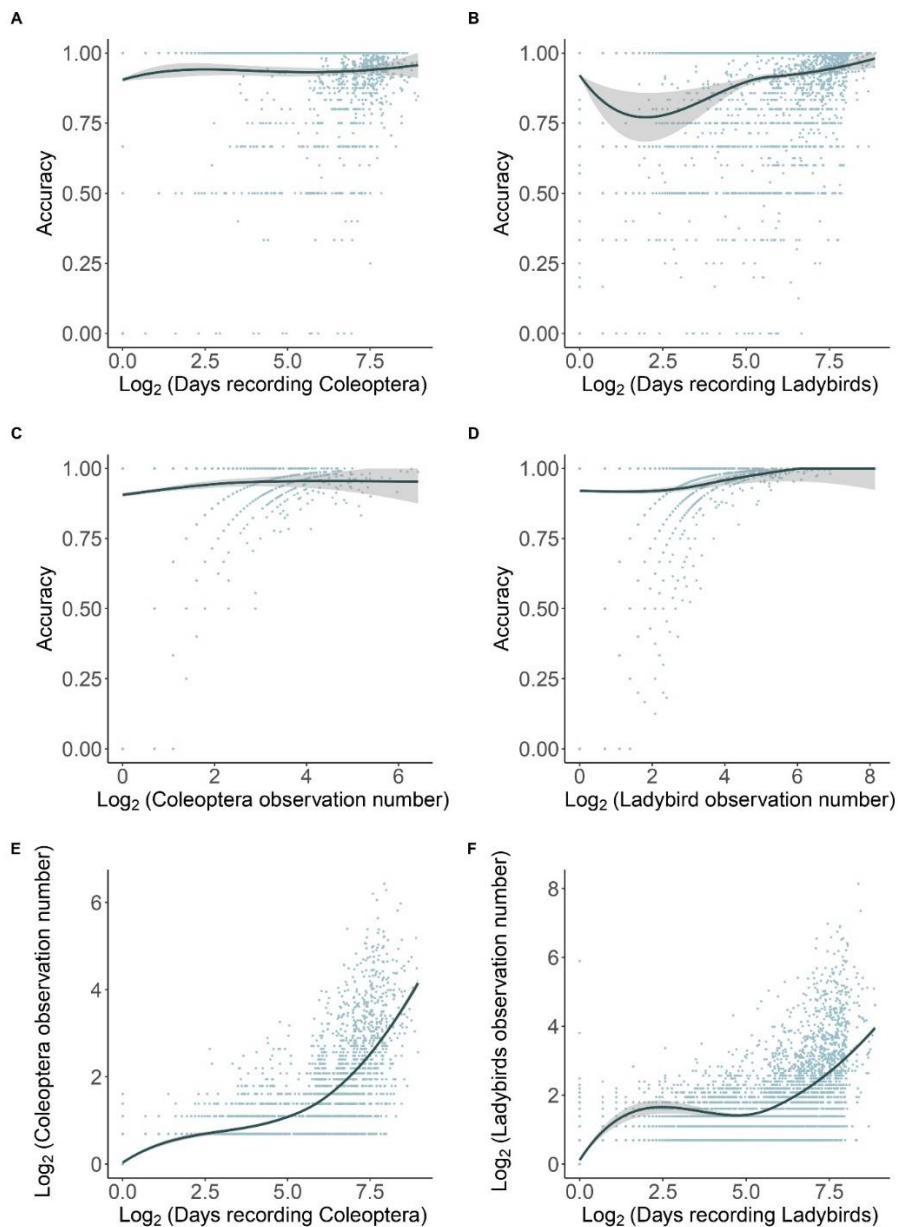 A
B
1.00
0.75
0.50
0.25
0.00
Accuracy
0.0 2.5 5.0 7.5
Log₂ (Days recording Coleoptera)
1.00
0.75
0.50
0.25
0.00
Accuracy
0.0 2.5 5.0 7.5
Log₂ (Days recording Ladybirds)
C
D
1.00
0.75
0.50
0.25
0.00
Accuracy
0 2 4 6
Log₂ (Coleoptera observation number)
1.00
0.75
0.50
0.25
0.00
Accuracy
0 2 4 6 8
Log₂ (Ladybird observation number)
E
F
6
4
2
0
Log₂ (Coleoptera observation number)
0.0 2.5 5.0 7.5
Log₂ (Days recording Coleoptera)
8
6
4
2
0
Log₂ (Ladybirds observation number)
0.0 2.5 5.0 7.5
Log₂ (Days recording Ladybirds)